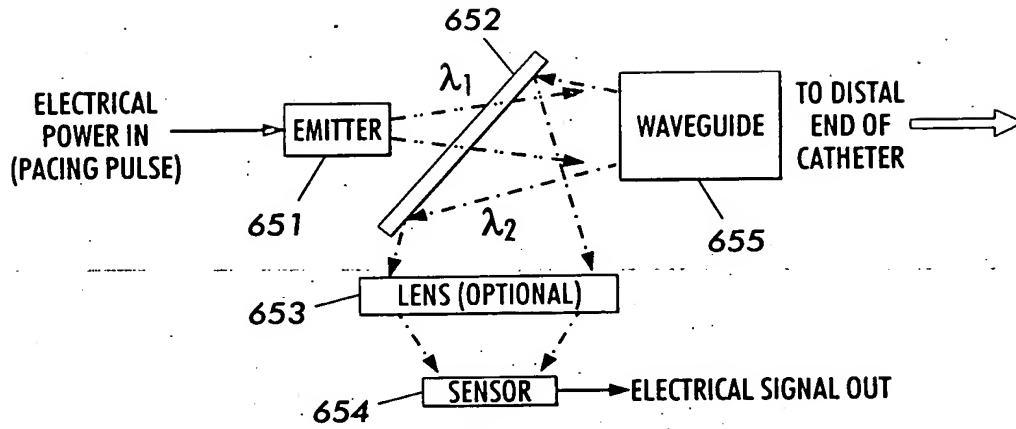 652
λ1
ELECTRICAL
POWER IN
(PACING PULSE)
EMITTER
651
WAVEGUIDE
655
TO DISTAL
END OF
CATHETER
λ2
LENS (OPTIONAL)
653
SENSOR
654
ELECTRICAL SIGNAL OUT